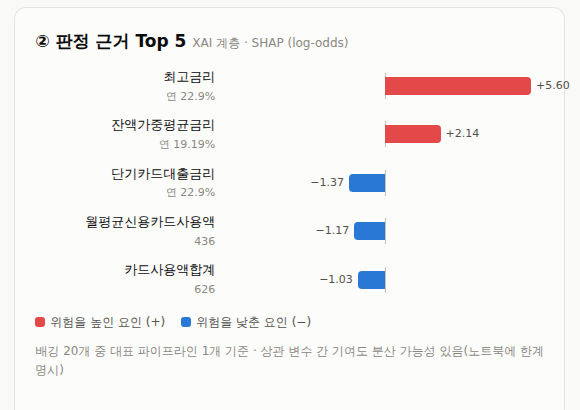 ② 판정 근거 Top 5 XAI 계층 · SHAP (log-odds)
최고금리
연 22.9%
+5.60
잔액가중평균금리
연 19.19%
+2.14
단기카드대출금리
연 22.9%
−1.37
월평균신용카드사용액
436
−1.17
카드사용액합계
626
−1.03
위험을 높인 요인 (+) 위험을 낮춘 요인 (−)
배깅 20개 중 대표 파이프라인 1개 기준 · 상관 변수 간 기여도 분산 가능성 있음(노트북에 한계
명시)